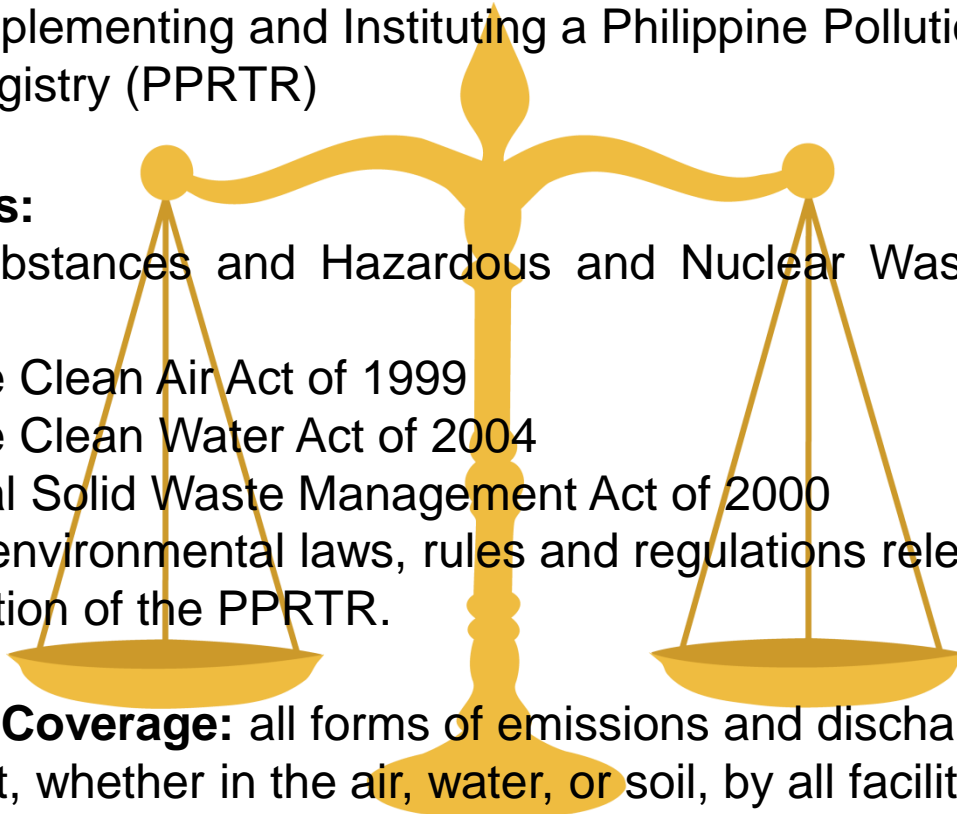 plementing and Instituting a Philippine Polluti
gistry (PPRTR)
s:
bstances and Hazardous and Nuclear Was
e Clean Air Act of 1999
e Clean Water Act of 2004
al Solid Waste Management Act of 2000
environmental laws, rules and regulations rele
tion of the PPRTR.
Coverage: all forms of emissions and discha
t, whether in the air, water, or soil, by all facilit